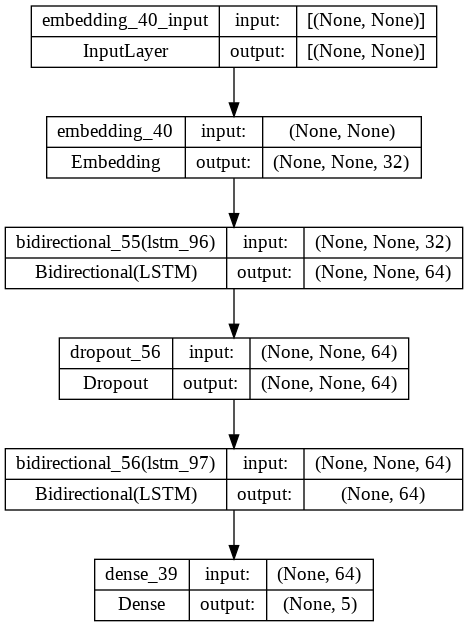 embedding_40_input input: [(None, None)]
InputLayer output: [(None, None)]
embedding_40 input: (None, None)
Embedding output: (None, None, 32)
bidirectional_55(lstm_96) input: (None, None, 32)
Bidirectional(LSTM) output: (None, None, 64)
dropout_56 input: (None, None, 64)
Dropout output: (None, None, 64)
bidirectional_56(lstm_97) input: (None, None, 64)
Bidirectional(LSTM) output: (None, 64)
dense_39 input: (None, 64)
Dense output: (None, 5)